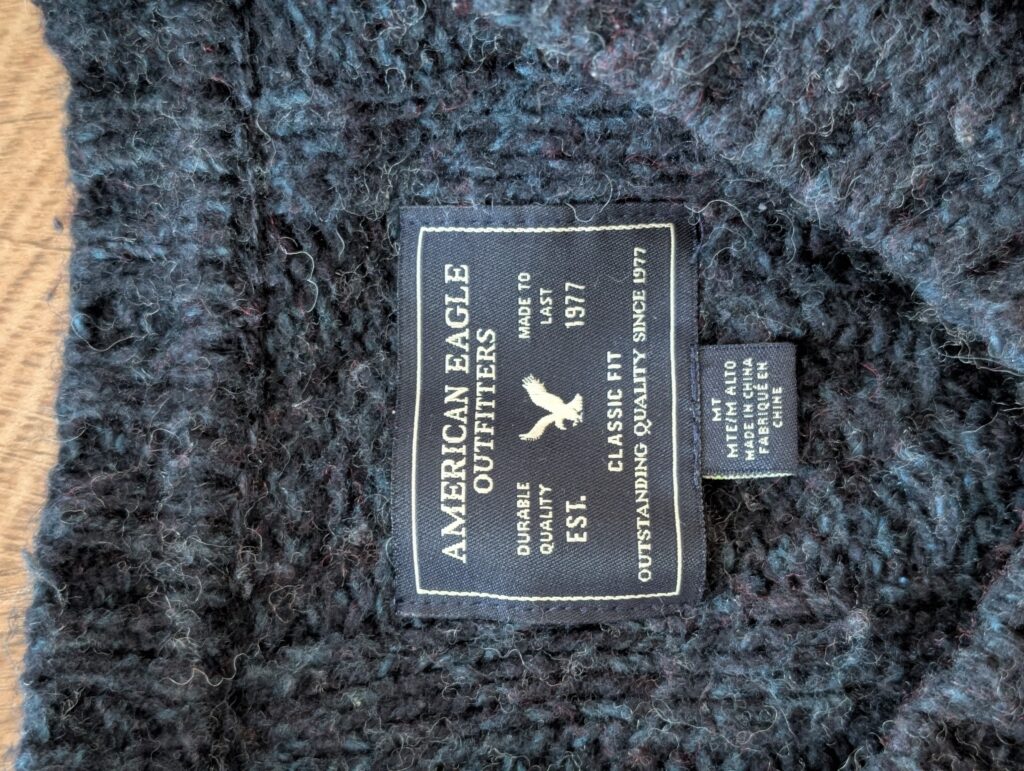 AMERICAN EAGLE
OUTFITTERS
DURABLE
QUALITY
EST.
MADE TO
LAST
1977
CLASSIC FIT
OUTSTANDING QUALITY SINCE 1977
MT
MTE/M ALTO
MADE IN CHINA
FABRIQUÉ EN
CHINE